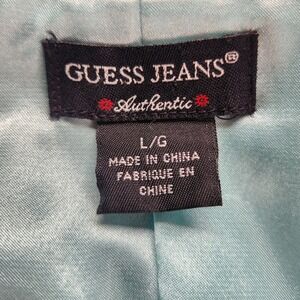 GUESS JEANS®
Authentic
L/G
MADE IN CHINA
FABRIQUE EN
CHINE